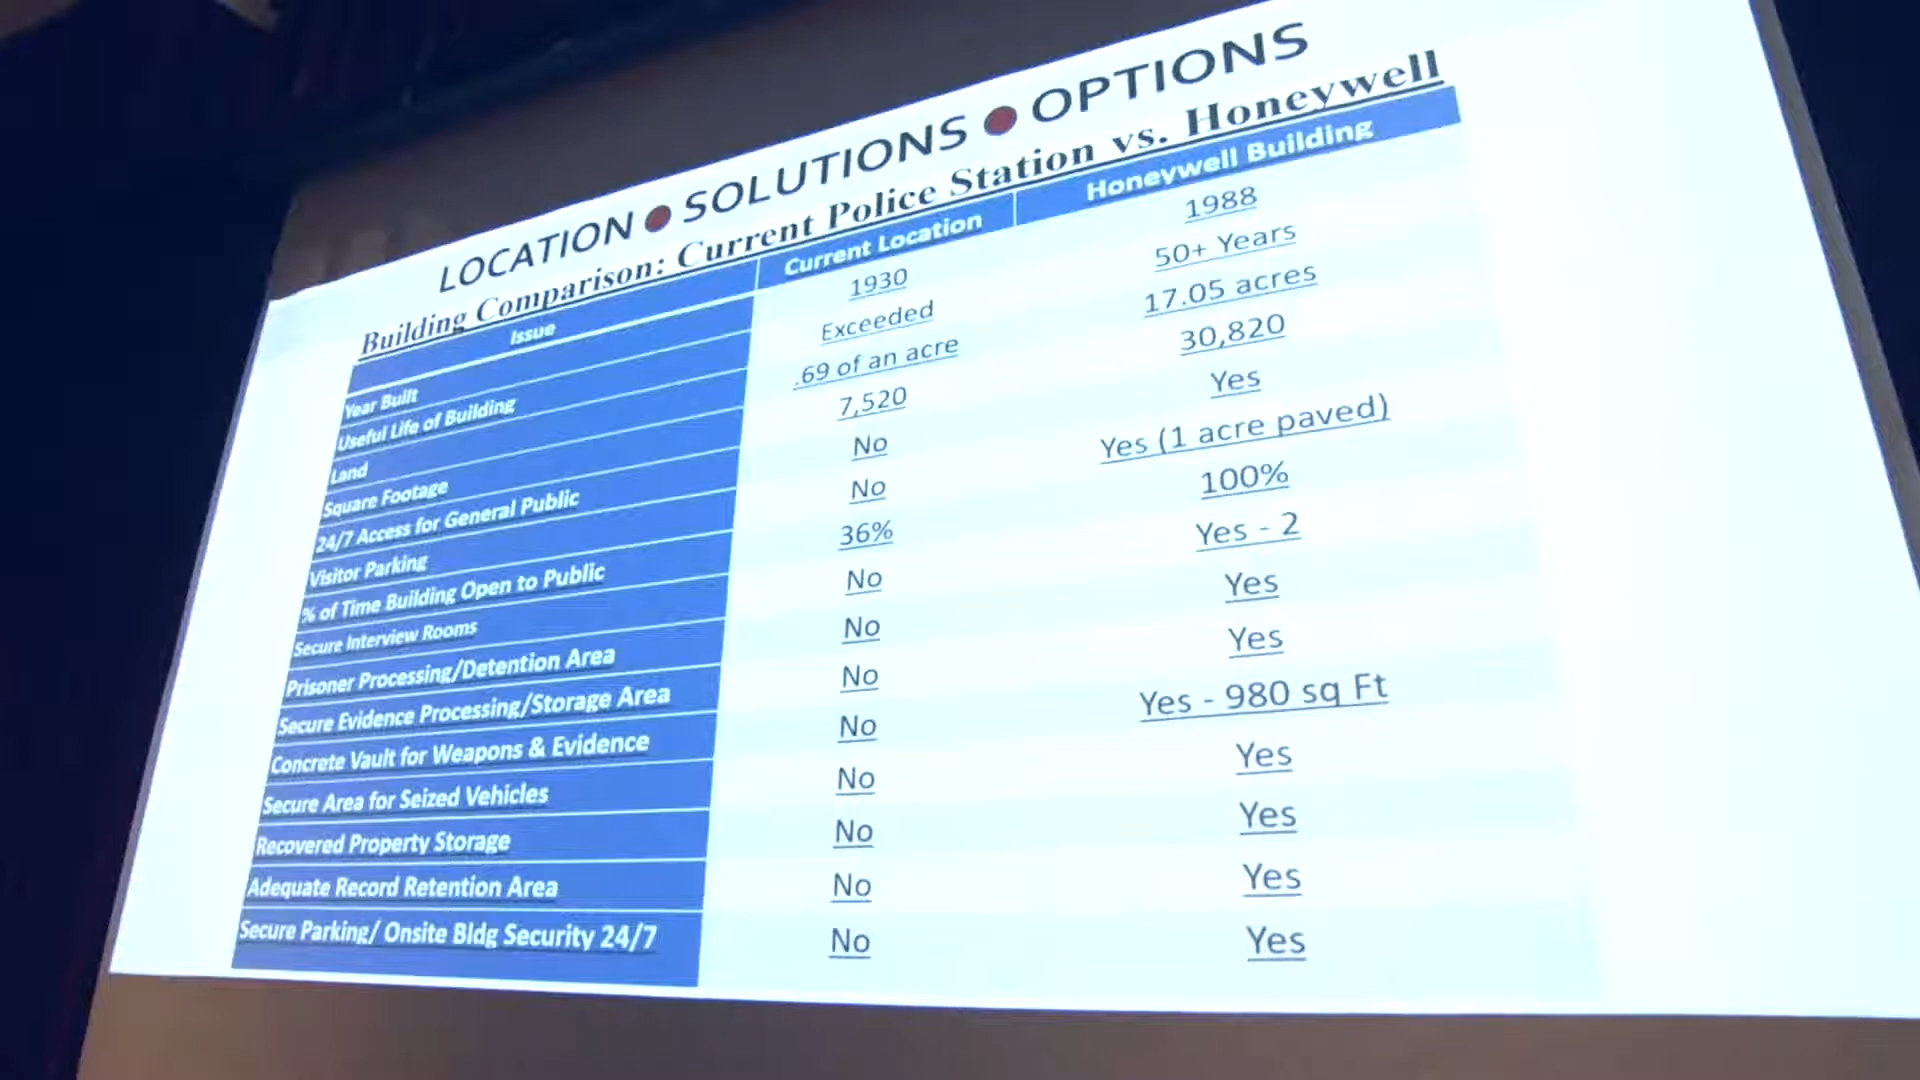 LOCATION ● SOLUTIONS ● OPTIONS
Building Comparison: Current Police Station vs. Honeywell
Issue Current Location Honeywell Building
Year Built 1930 1988
Useful Life of Building Exceeded 50+ Years
Land .69 of an acre 17.05 acres
Square Footage 7,520 30,820
24/7 Access for General Public No Yes
Visitor Parking No Yes (1 acre paved)
% of Time Building Open to Public 36% 100%
Secure Interview Rooms No Yes - 2
Prisoner Processing/Detention Area No Yes
Secure Evidence Processing/Storage Area No Yes
Concrete Vault for Weapons & Evidence No Yes - 980 sq Ft
Secure Area for Seized Vehicles No Yes
Recovered Property Storage No Yes
Adequate Record Retention Area No Yes
Secure Parking/ Onsite Bldg Security 24/7 No Yes